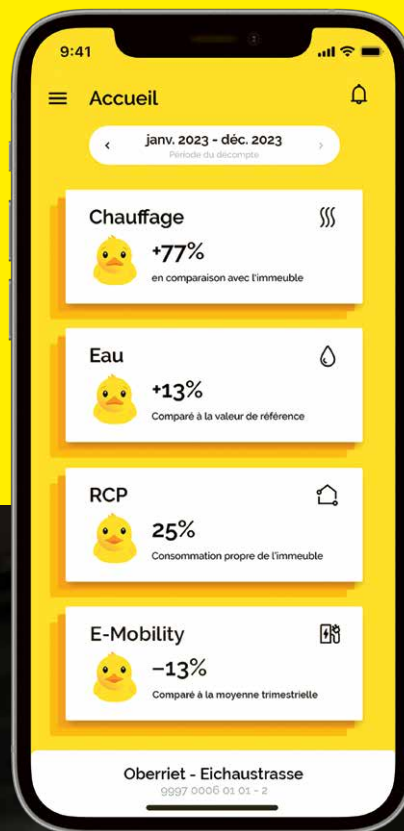 9:41
Accueil
janv. 2023 - déc. 2023
Période du décompte
Chauffage
+77%
en comparaison avec l'immeuble
Eau
+13%
Comparé à la valeur de référence
RCP
25%
Consommation propre de l'immeuble
E-Mobility
–13%
Comparé à la moyenne trimestrielle
Oberriet - Eichaustrasse
9997 0006 01 01 - 2